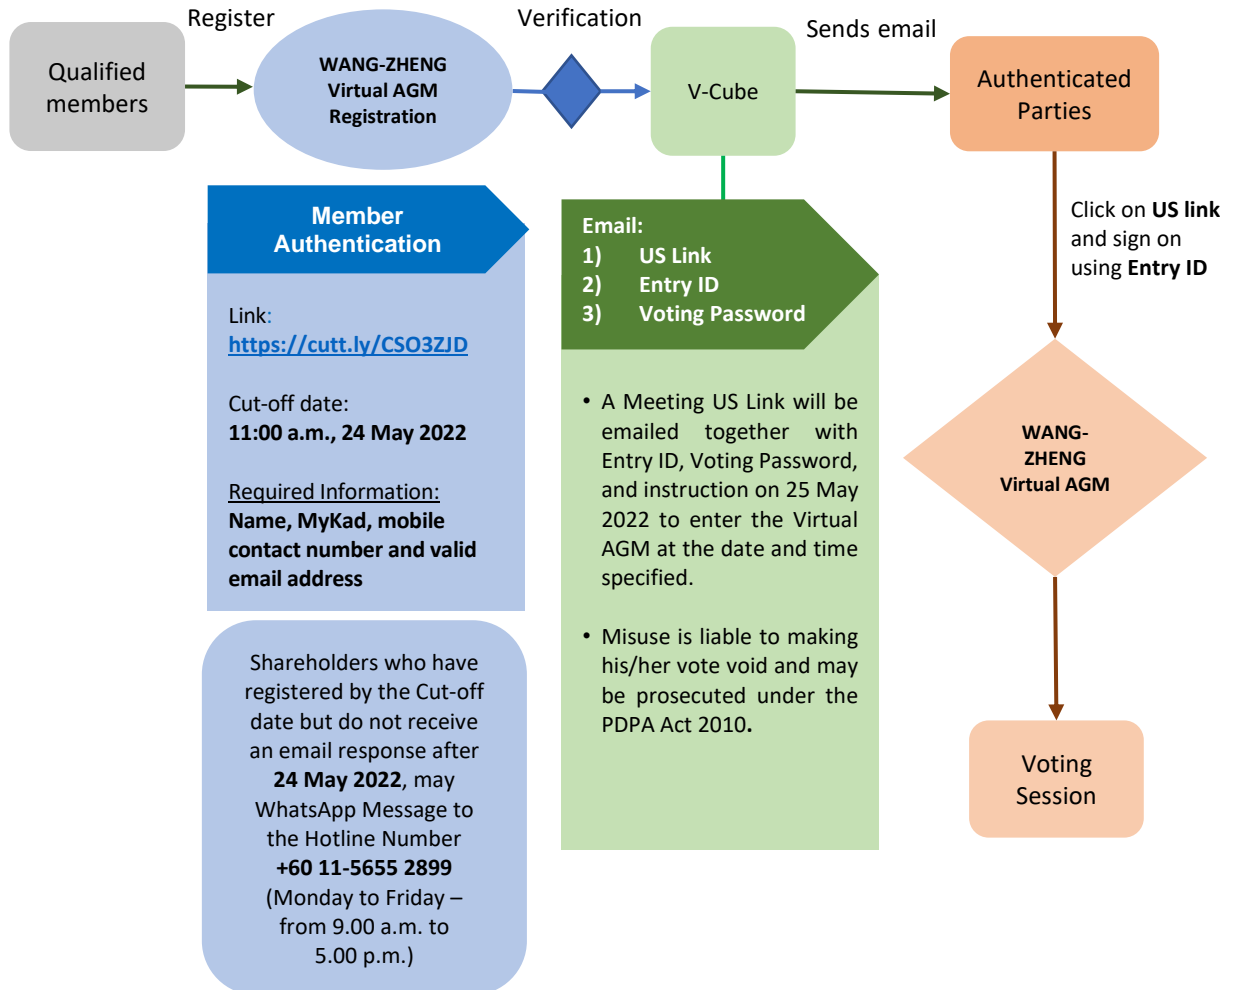 Register
Verification
Sends email
Qualified
members
WANG-ZHENG
Virtual AGM
Registration
V-Cube
Authenticated
Parties
Click on US link
and sign on
using Entry ID
Member
Authentication
Link:
https://cutt.ly/CSO3ZJD
Cut-off date:
11:00 a.m., 24 May 2022
Required Information:
Name, MyKad, mobile
contact number and valid
email address
Shareholders who have
registered by the Cut-off
date but do not receive
an email response after
24 May 2022, may
WhatsApp Message to
the Hotline Number
+60 11-5655 2899
(Monday to Friday –
from 9.00 a.m. to
5.00 p.m.)
Email:
1) US Link
2) Entry ID
3) Voting Password
• A Meeting US Link will be
emailed together with
Entry ID, Voting Password,
and instruction on 25 May
2022 to enter the Virtual
AGM at the date and time
specified.
• Misuse is liable to making
his/her vote void and may
be prosecuted under the
PDPA Act 2010.
WANG-
ZHENG
Virtual AGM
Voting
Session